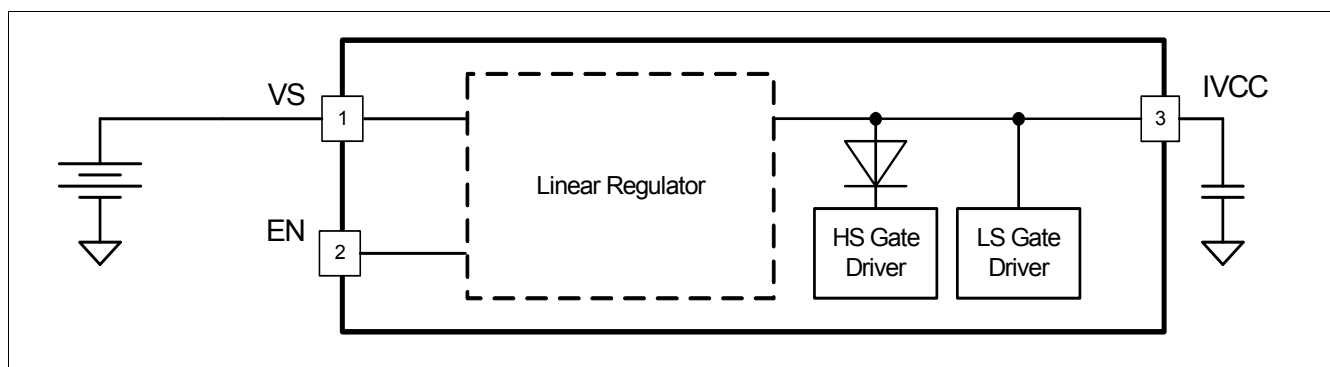 VS
1
EN
2
Linear Regulator
HS Gate
Driver
LS Gate
Driver
IVCC
3